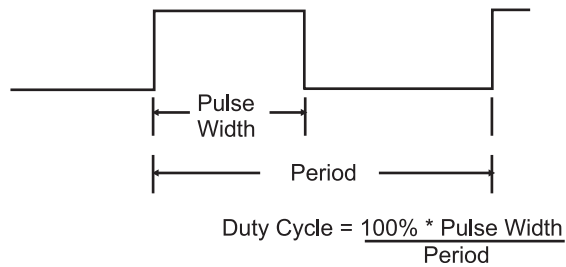 Pulse
Width
Period
Duty Cycle = 100% * Pulse Width
Period